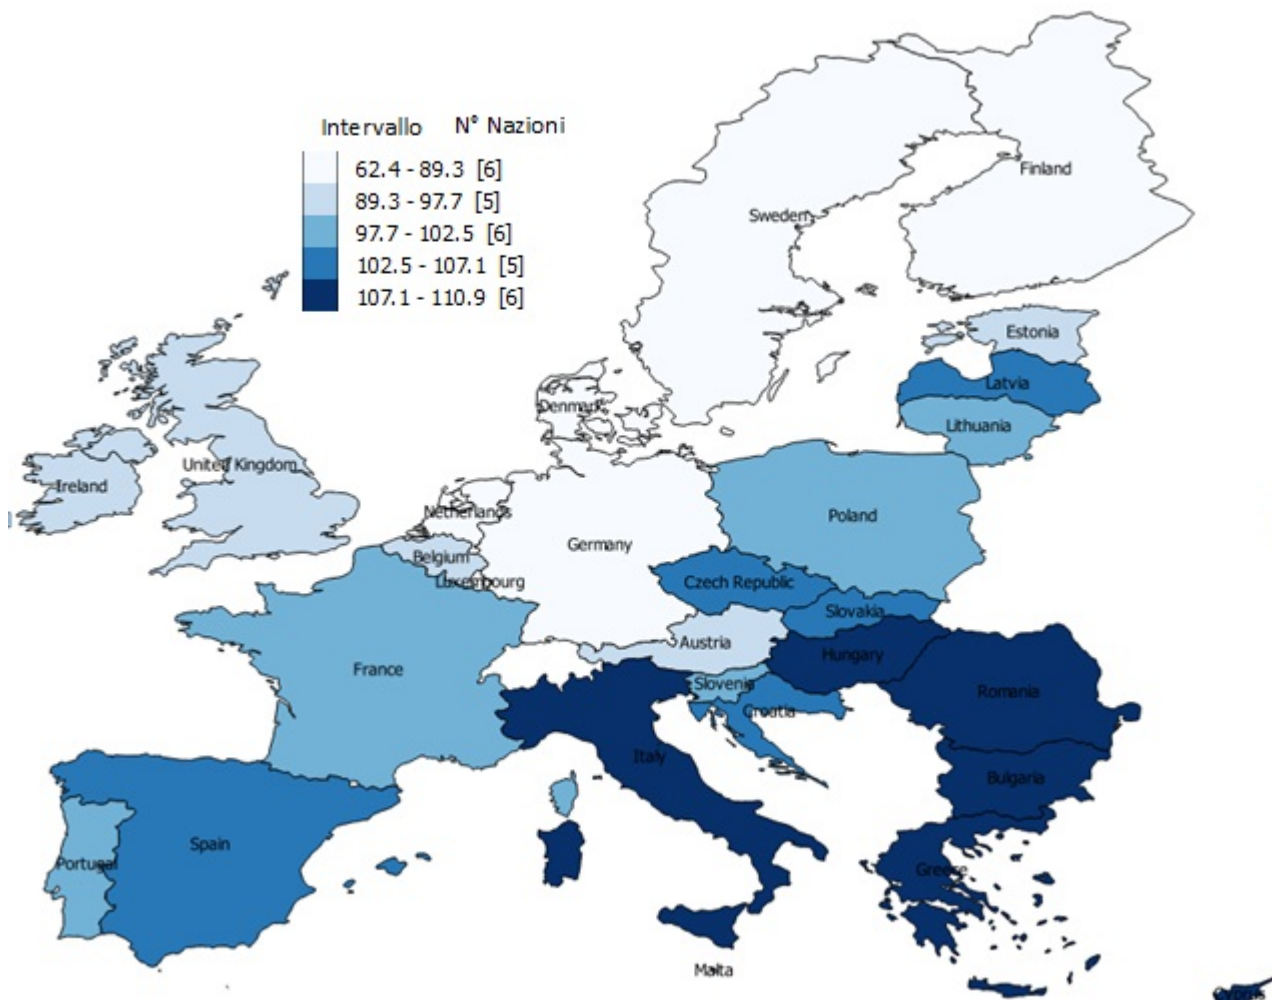 Intervallo N° Nazioni
62.4 - 89.3 [6]
89.3 - 97.7 [5]
97.7 - 102.5 [6]
102.5 - 107.1 [5]
107.1 - 110.9 [6]
Finland
Sweden
Estonia
Latvia
Denmark
Lithuania
United Kingdom
Ireland
Netherlands
Poland
Germany
Belgium
Luxembourg
Czech Republic
Slovakia
Austria
Hungary
France
Slovenia
Romania
Croatia
Italy
Bulgaria
Spain
Portugal
Greece
Malta
Cyprus